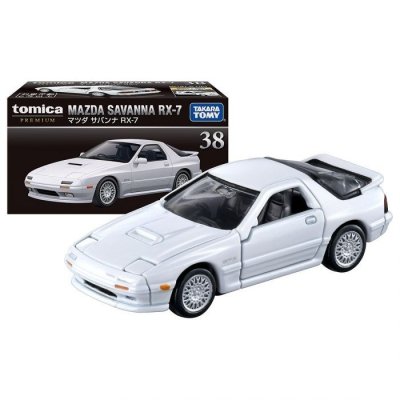 tomica
PREMIUM
MAZDA SAVANNA RX-7
マツダ サバンナ RX-7
TAKARA
TOMY
38